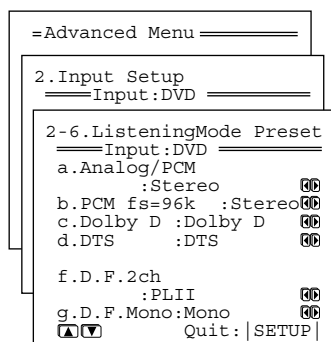 =Advanced Menu
2.Input Setup
Input:DVD
2-6.ListeningMode Preset
Input:DVD
a.Analog/PCM
:Stereo
b.PCM fs=96k :Stereo
c.Dolby D :Dolby D
d.DTS :DTS
f.D.F.2ch
:PLII
g.D.F.Mono:Mono
Quit:|SETUP|